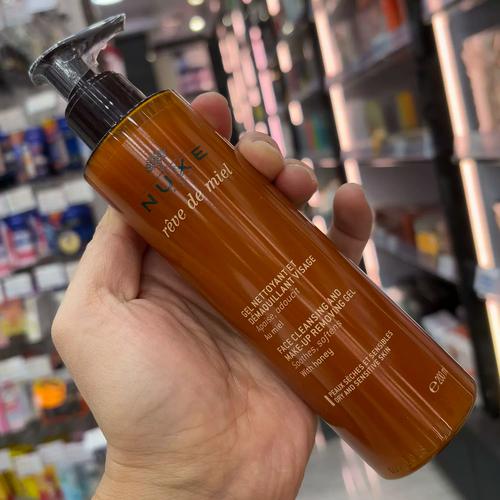 NUXE
rêve de miel
GEL NETTOYANT ET
DÉMAQUILLANT VISAGE
Apaise, adoucit
Au miel
FACE CLEANSING AND
MAKE-UP REMOVING GEL
Soothes, softens
With honey
PEAUX SÈCHES ET SENSIBLES
DRY AND SENSITIVE SKIN
℮ 200 ml